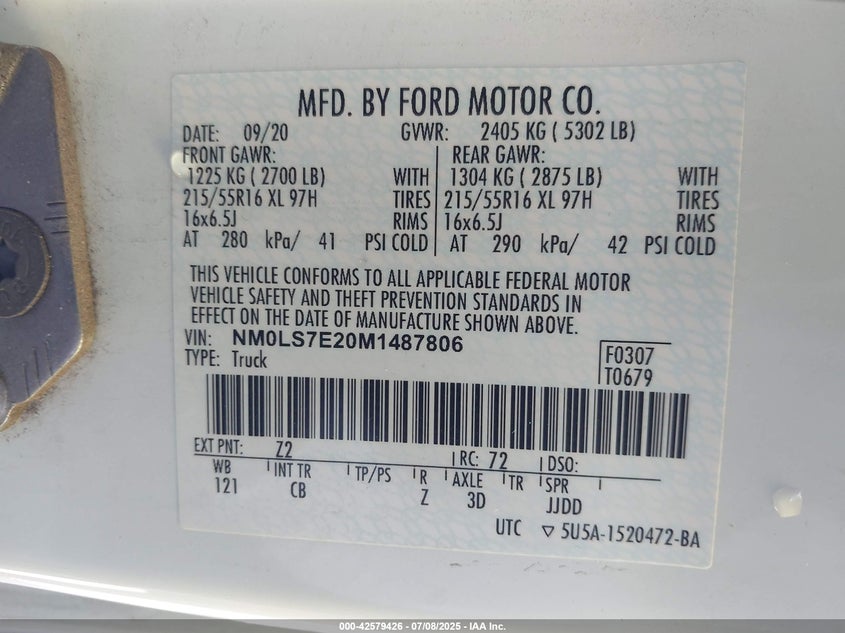 MFD. BY FORD MOTOR CO.
DATE: 09/20 GVWR: 2405 KG ( 5302 LB)
FRONT GAWR: REAR GAWR:
1225 KG ( 2700 LB) WITH 1304 KG ( 2875 LB) WITH
215/55R16 XL 97H TIRES 215/55R16 XL 97H TIRES
16x6.5J RIMS 16x6.5J RIMS
AT 280 kPa/ 41 PSI COLD AT 290 kPa/ 42 PSI COLD
THIS VEHICLE CONFORMS TO ALL APPLICABLE FEDERAL MOTOR
VEHICLE SAFETY AND THEFT PREVENTION STANDARDS IN
EFFECT ON THE DATE OF MANUFACTURE SHOWN ABOVE.
VIN: NM0LS7E20M1487806 F0307
TYPE: Truck T0679
EXT PNT: Z2 RC: 72 DSO:
WB INT TR TP/PS R AXLE TR SPR
121 CB Z 3D JJDD
UTC ▽ 5U5A-1520472-BA
000-42579426 - 07/08/2025 - IAA Inc.